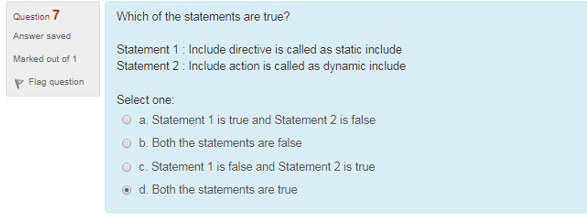 Question 7
Answer saved
Marked out of 1
Flag question
Which of the statements are true?
Statement 1 : Include directive is called as static include
Statement 2 : Include action is called as dynamic include
Select one:
a. Statement 1 is true and Statement 2 is false
b. Both the statements are false
c. Statement 1 is false and Statement 2 is true
d. Both the statements are true